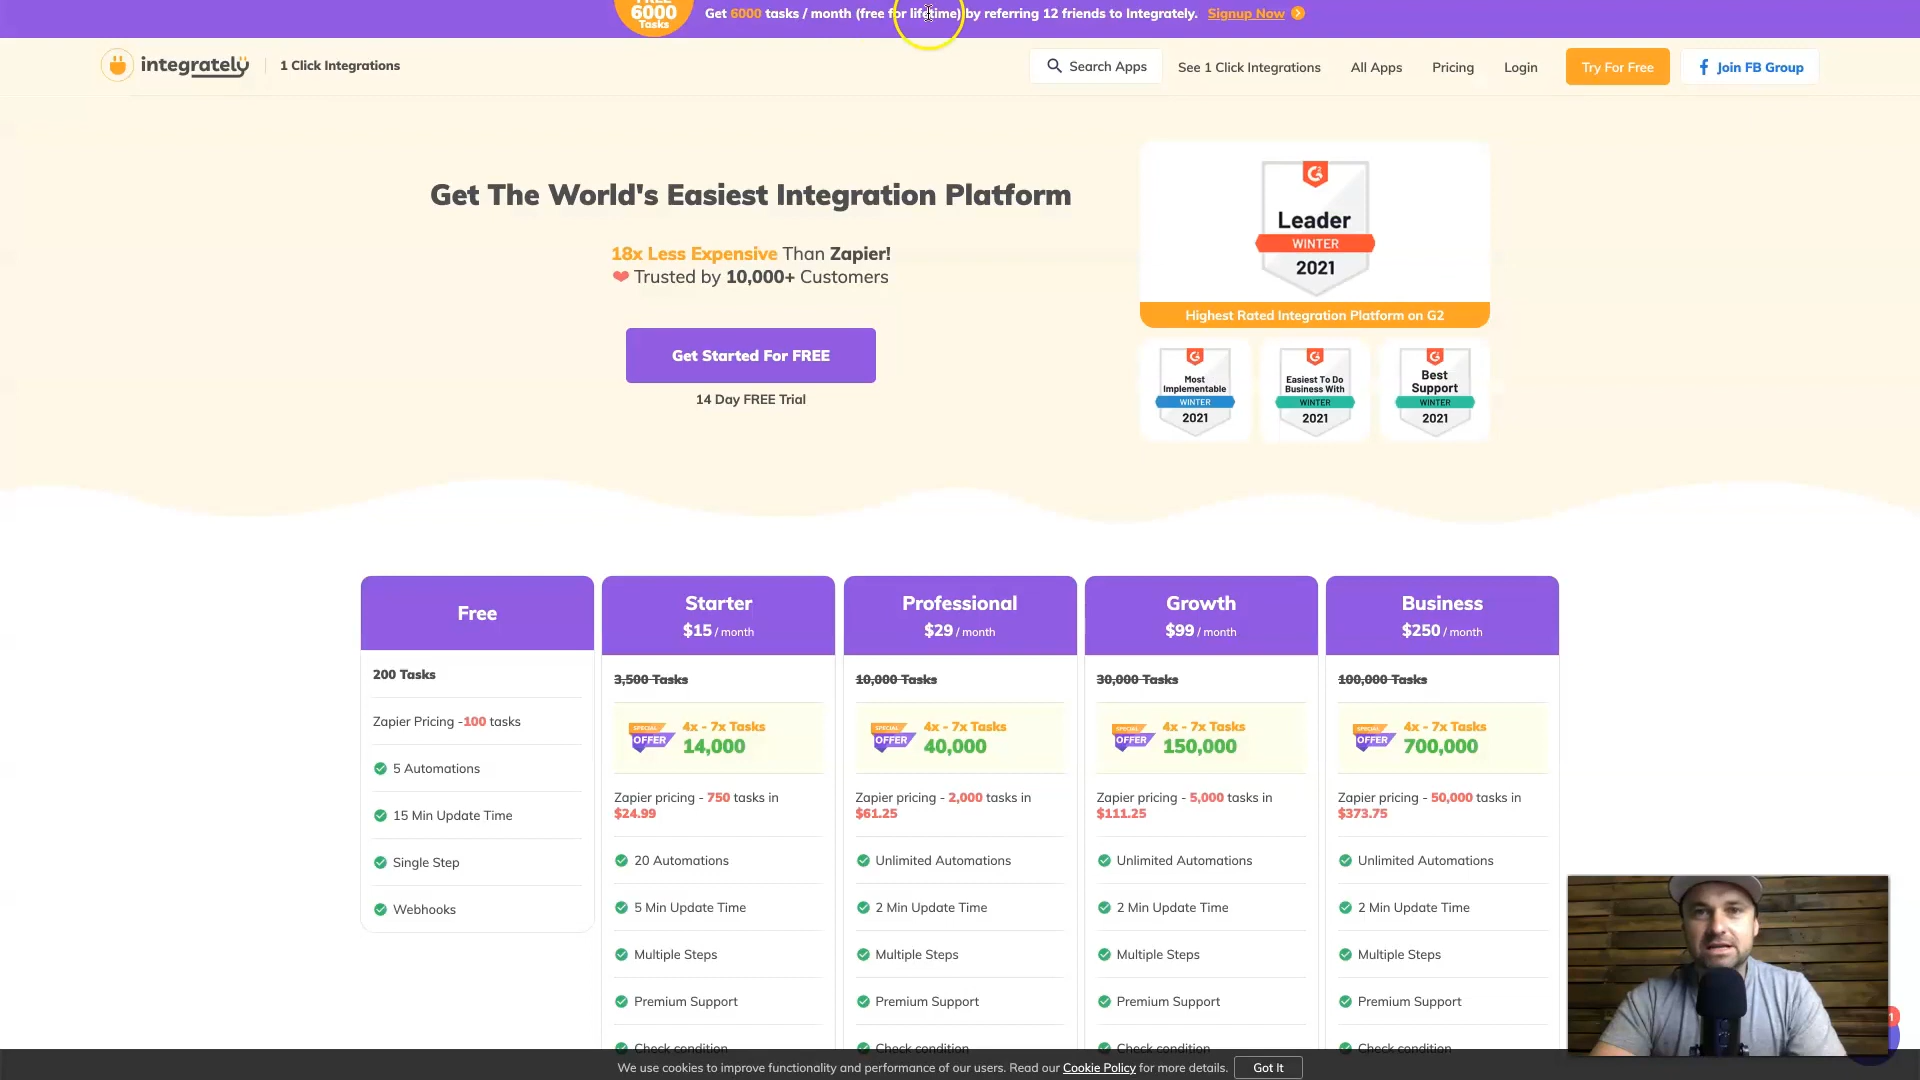 FREE
6000
Tasks
Get 6000 tasks / month (free for lifetime) by referring 12 friends to Integrately. Signup Now
integrately
1 Click Integrations
Search Apps
See 1 Click Integrations
All Apps
Pricing
Login
Try For Free
Join FB Group
Get The World's Easiest Integration Platform
18x Less Expensive Than Zapier!
Trusted by 10,000+ Customers
Get Started For FREE
14 Day FREE Trial
Leader
WINTER
2021
Highest Rated Integration Platform on G2
Most
Implementable
WINTER
2021
Easiest To Do
Business With
WINTER
2021
Best
Support
WINTER
2021
Free
200 Tasks
Zapier Pricing -100 tasks
5 Automations
15 Min Update Time
Single Step
Webhooks
Starter
$15 / month
3,500 Tasks
SPECIAL
OFFER
4x - 7x Tasks
14,000
Zapier pricing - 750 tasks in
$24.99
20 Automations
5 Min Update Time
Multiple Steps
Premium Support
Check condition
Professional
$29 / month
10,000 Tasks
SPECIAL
OFFER
4x - 7x Tasks
40,000
Zapier pricing - 2,000 tasks in
$61.25
Unlimited Automations
2 Min Update Time
Multiple Steps
Premium Support
Check condition
Growth
$99 / month
30,000 Tasks
SPECIAL
OFFER
4x - 7x Tasks
150,000
Zapier pricing - 5,000 tasks in
$111.25
Unlimited Automations
2 Min Update Time
Multiple Steps
Premium Support
Check condition
Business
$250 / month
100,000 Tasks
SPECIAL
OFFER
4x - 7x Tasks
700,000
Zapier pricing - 50,000 tasks in
$373.75
Unlimited Automations
2 Min Update Time
Multiple Steps
Premium Support
Check condition
1
We use cookies to improve functionality and performance of our users. Read our Cookie Policy for more details.
Got It